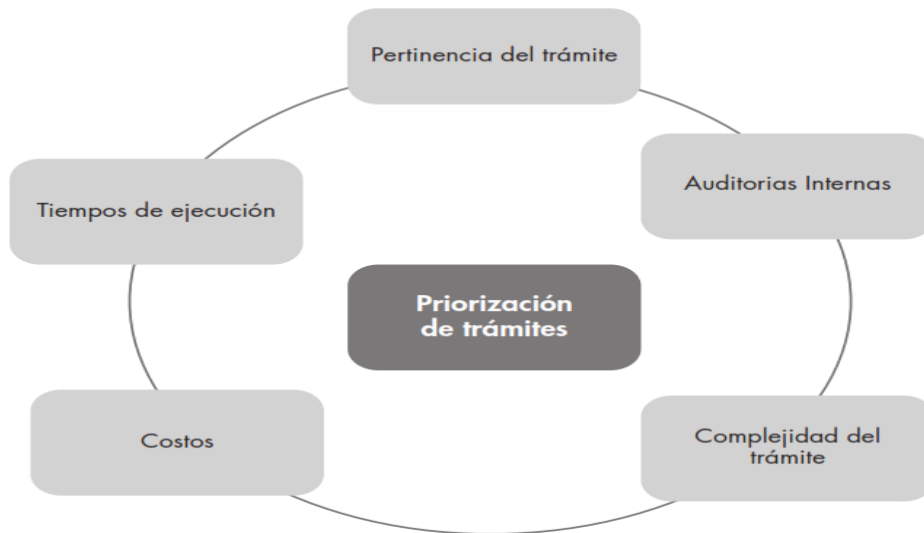 Pertinencia del trámite
Auditorias Internas
Tiempos de ejecución
Priorización
de trámites
Complejidad del
trámite
Costos